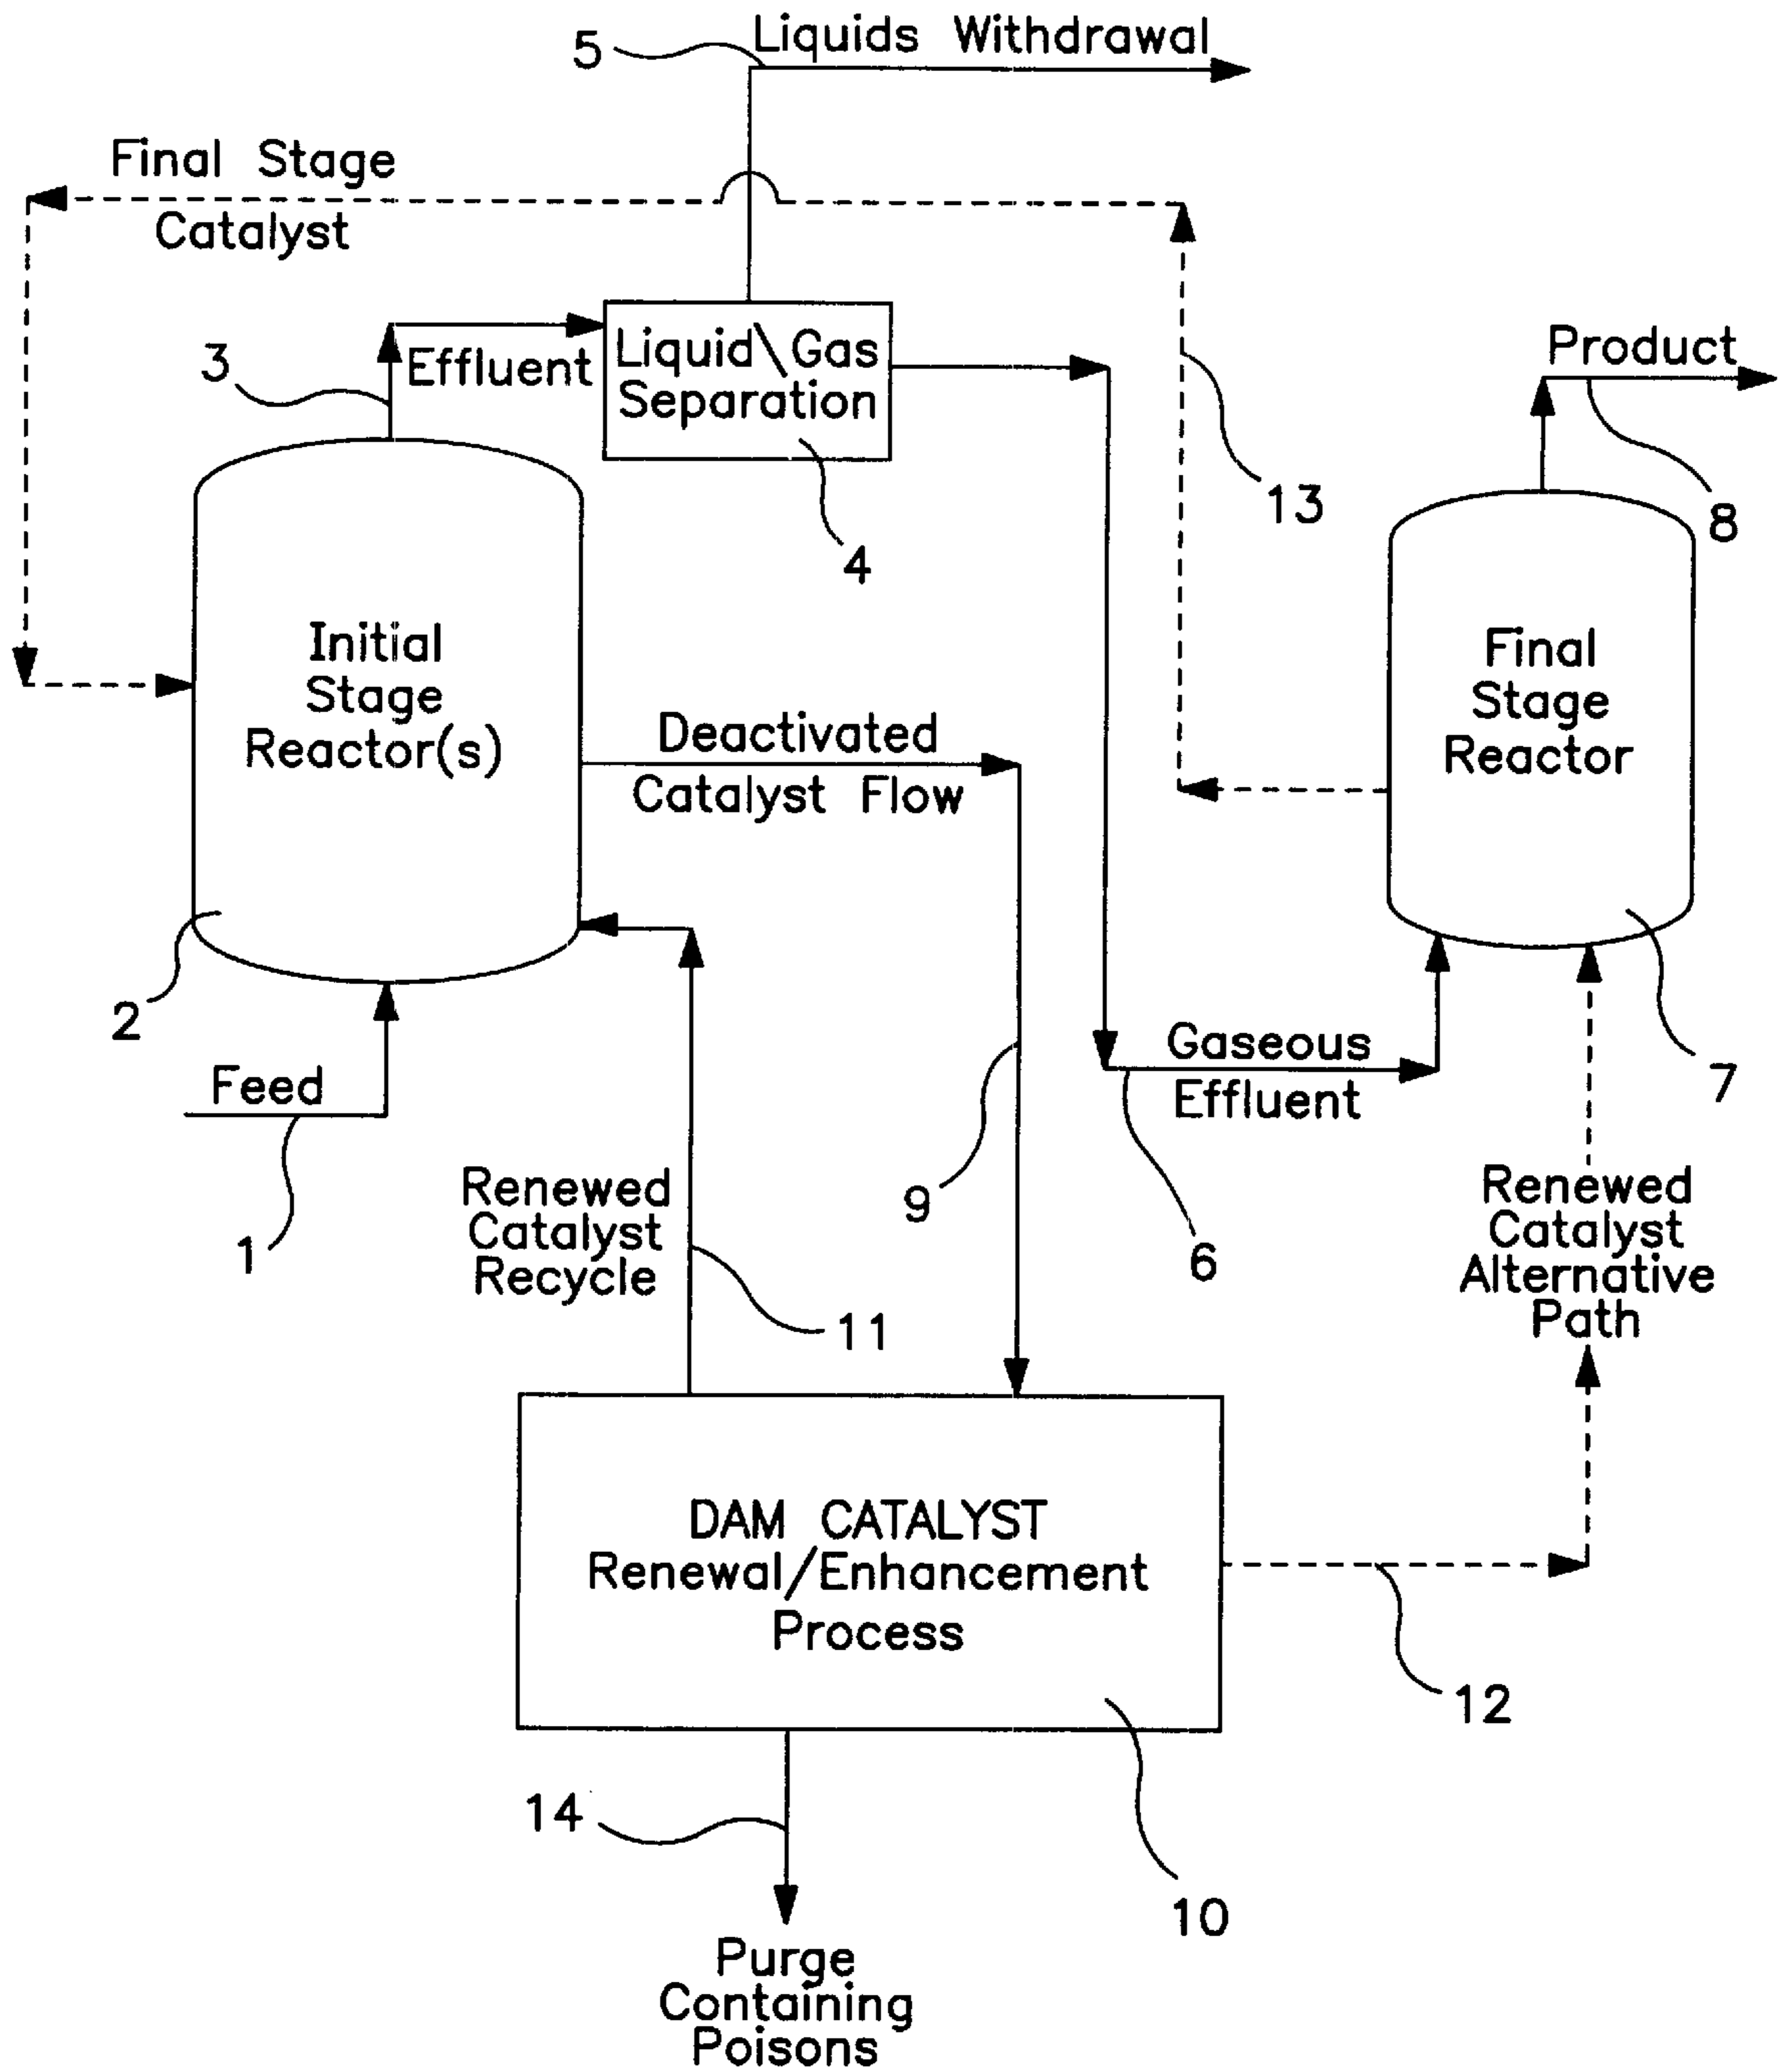 5
Liquids Withdrawal
Final Stage
Catalyst
3
Effluent
Liquid\Gas
Separation
4
13
Product
8
Initial
Stage
Reactor(s)
Final
Stage
Reactor
Deactivated
Catalyst Flow
2
Feed
1
Gaseous
Effluent
7
9
6
Renewed
Catalyst
Recycle
11
Renewed
Catalyst
Alternative
Path
DAM CATALYST
Renewal/Enhancement
Process
12
14
10
Purge
Containing
Poisons